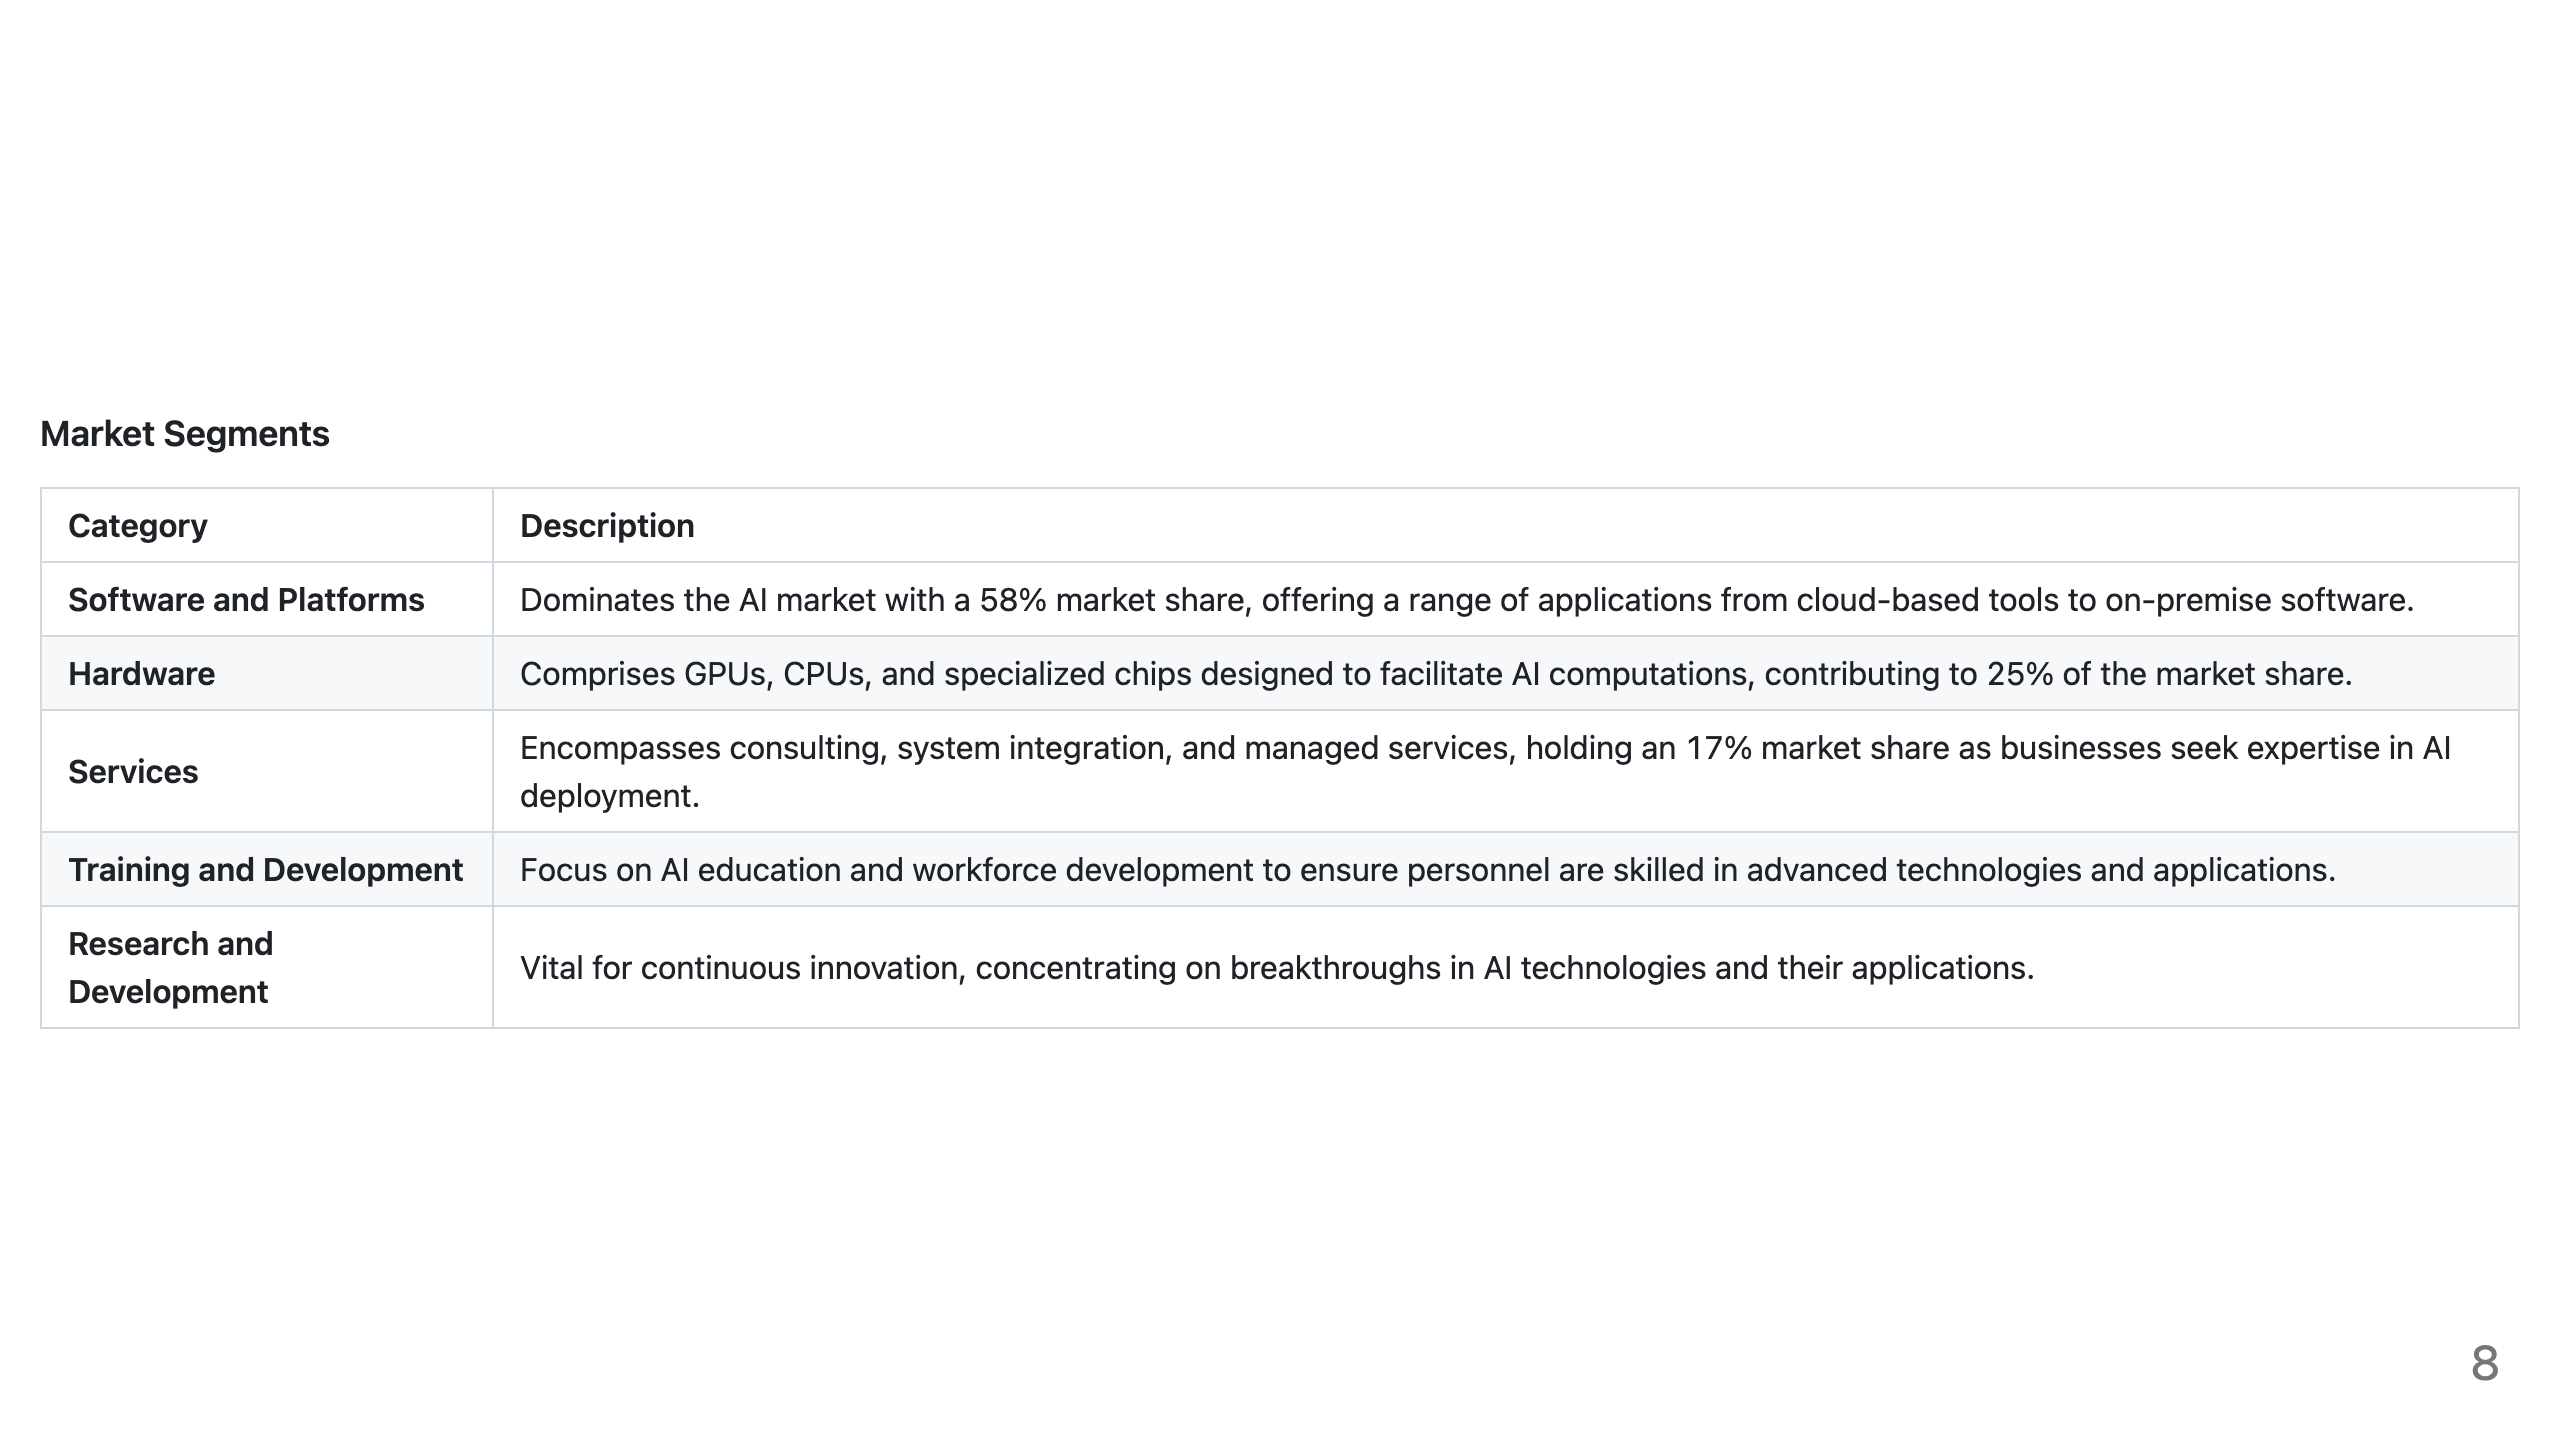 Market Segments
Category Description
Software and Platforms Dominates the AI market with a 58% market share, offering a range of applications from cloud-based tools to on-premise software.
Hardware Comprises GPUs, CPUs, and specialized chips designed to facilitate AI computations, contributing to 25% of the market share.
Services Encompasses consulting, system integration, and managed services, holding an 17% market share as businesses seek expertise in AI
deployment.
Training and Development Focus on AI education and workforce development to ensure personnel are skilled in advanced technologies and applications.
Research and
Development Vital for continuous innovation, concentrating on breakthroughs in AI technologies and their applications.
8